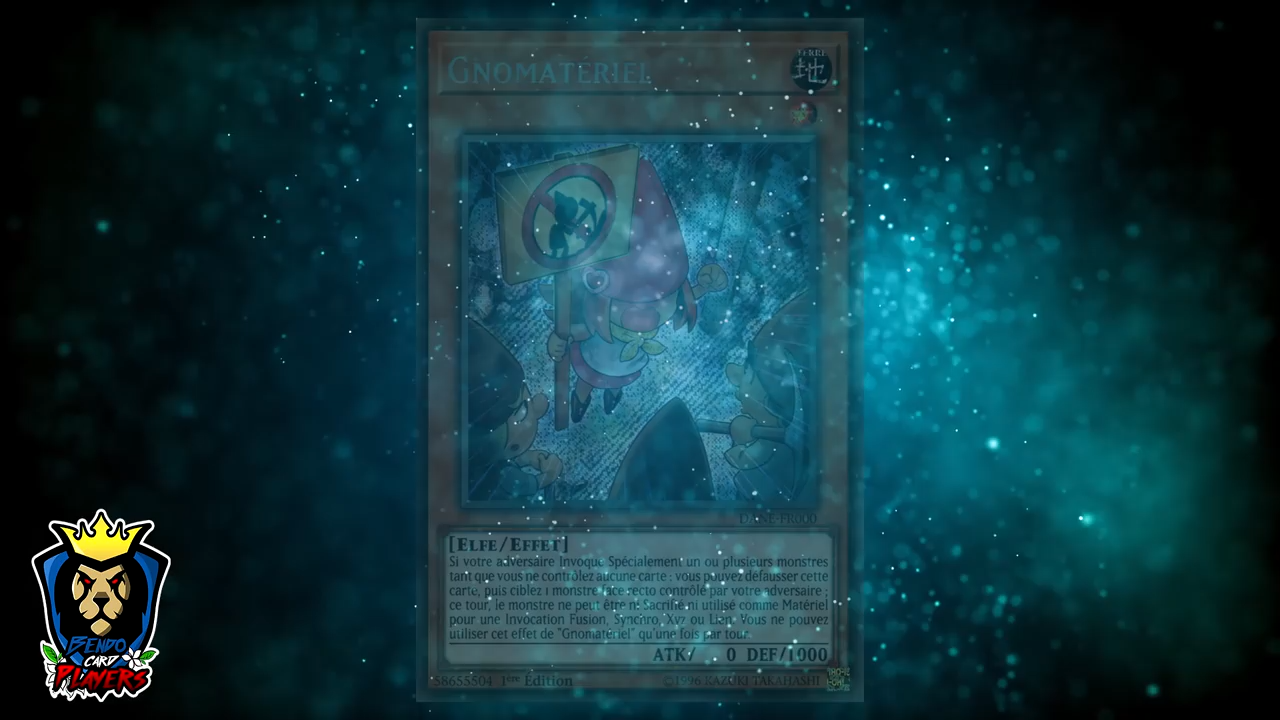 GNOMATÉRIEL
TERRE
地
DANE-FR000
[ELFE/EFFET]
Si votre adversaire Invoque Spécialement un ou plusieurs monstres
tant que vous ne contrôlez aucune carte : vous pouvez défausser cette
carte, puis ciblez 1 monstre face recto contrôlé par votre adversaire ;
ce tour, le monstre ne peut être ni Sacrifié ni utilisé comme Matériel
pour une Invocation Fusion, Synchro, Xyz ou Lien. Vous ne pouvez
utiliser cet effet de "Gnomatériel" qu'une fois par tour.
ATK/ 0 DEF/1000
58655504 1ère Édition ©1996 KAZUKI TAKAHASHI
BENDO
CARD
PLAYERS